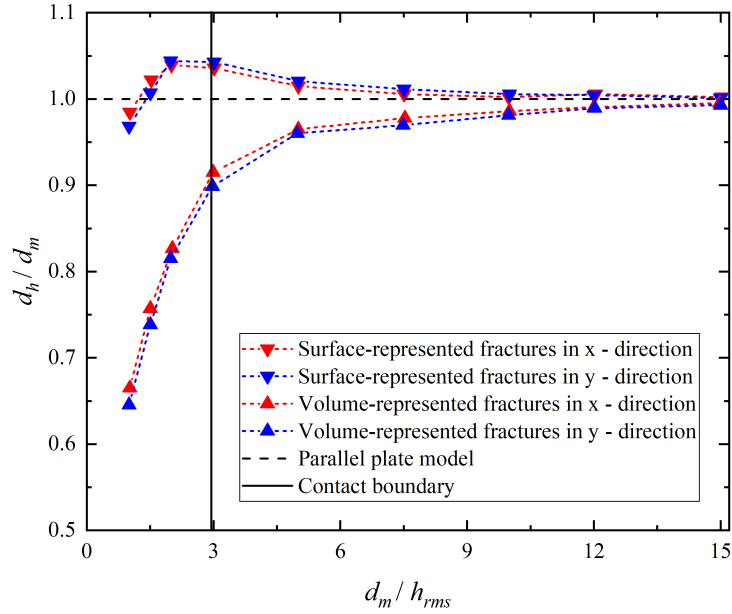 1.1
1.0
0.9
0.8
0.7
0.6
0.5
d_h / d_m
Surface-represented fractures in x - direction
Surface-represented fractures in y - direction
Volume-represented fractures in x - direction
Volume-represented fractures in y - direction
Parallel plate model
Contact boundary
0 3 6 9 12 15
d_m / h_rms